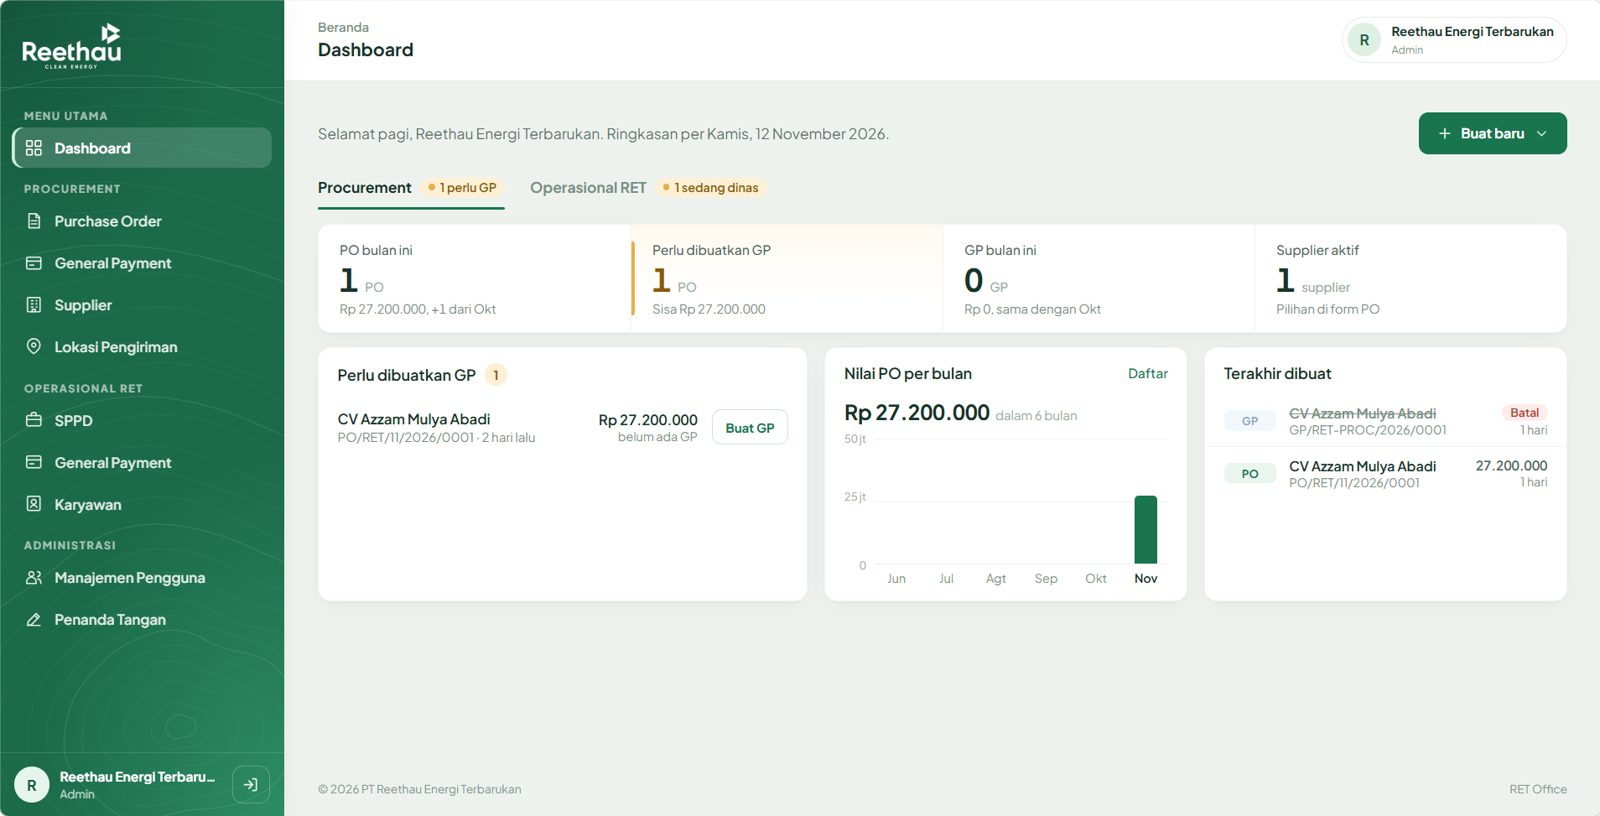 Reethau
CLEAN ENERGY
MENU UTAMA
Dashboard
PROCUREMENT
Purchase Order
General Payment
Supplier
Lokasi Pengiriman
OPERASIONAL RET
SPPD
General Payment
Karyawan
ADMINISTRASI
Manajemen Pengguna
Penanda Tangan
R
Reethau Energi Terbaru...
Admin
Beranda
Dashboard
R
Reethau Energi Terbarukan
Admin
Selamat pagi, Reethau Energi Terbarukan. Ringkasan per Kamis, 12 November 2026.
+ Buat baru
Procurement 1 perlu GP
Operasional RET 1 sedang dinas
PO bulan ini
1 PO
Rp 27.200.000, +1 dari Okt
Perlu dibuatkan GP
1 PO
Sisa Rp 27.200.000
GP bulan ini
0 GP
Rp 0, sama dengan Okt
Supplier aktif
1 supplier
Pilihan di form PO
Perlu dibuatkan GP 1
CV Azzam Mulya Abadi
PO/RET/11/2026/0001 · 2 hari lalu
Rp 27.200.000
belum ada GP
Buat GP
Nilai PO per bulan
Daftar
Rp 27.200.000 dalam 6 bulan
50 jt
25 jt
0
Jun Jul Agt Sep Okt Nov
Terakhir dibuat
GP
CV Azzam Mulya Abadi
GP/RET-PROC/2026/0001
Batal
1 hari
PO
CV Azzam Mulya Abadi
PO/RET/11/2026/0001
27.200.000
1 hari
© 2026 PT Reethau Energi Terbarukan
RET Office